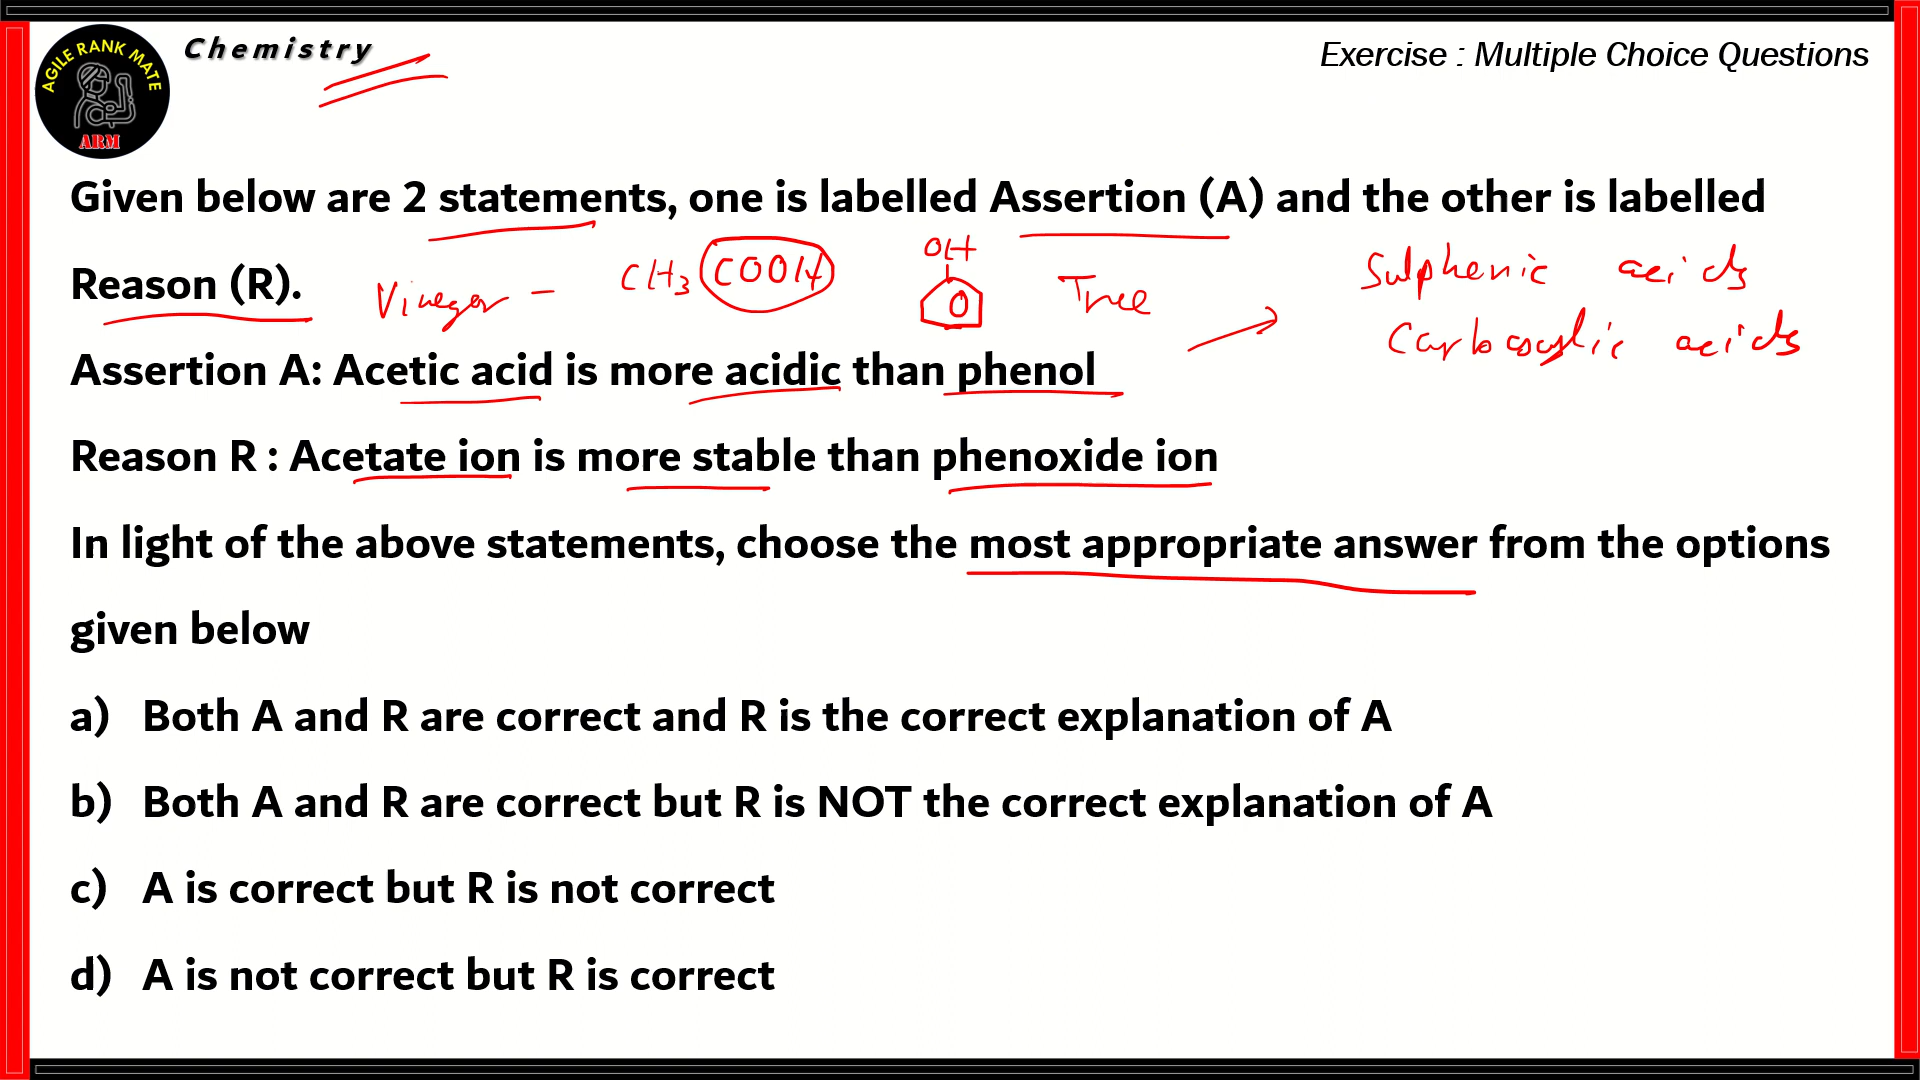 AGILE RANK MATE
ARM
Chemistry
Exercise : Multiple Choice Questions
Given below are 2 statements, one is labelled Assertion (A) and the other is labelled
Reason (R).
Vinegar – CH3 COOH
OH
Tree
Sulphenic acids
Carboxylic acids
Assertion A: Acetic acid is more acidic than phenol
Reason R : Acetate ion is more stable than phenoxide ion
In light of the above statements, choose the most appropriate answer from the options
given below
a) Both A and R are correct and R is the correct explanation of A
b) Both A and R are correct but R is NOT the correct explanation of A
c) A is correct but R is not correct
d) A is not correct but R is correct